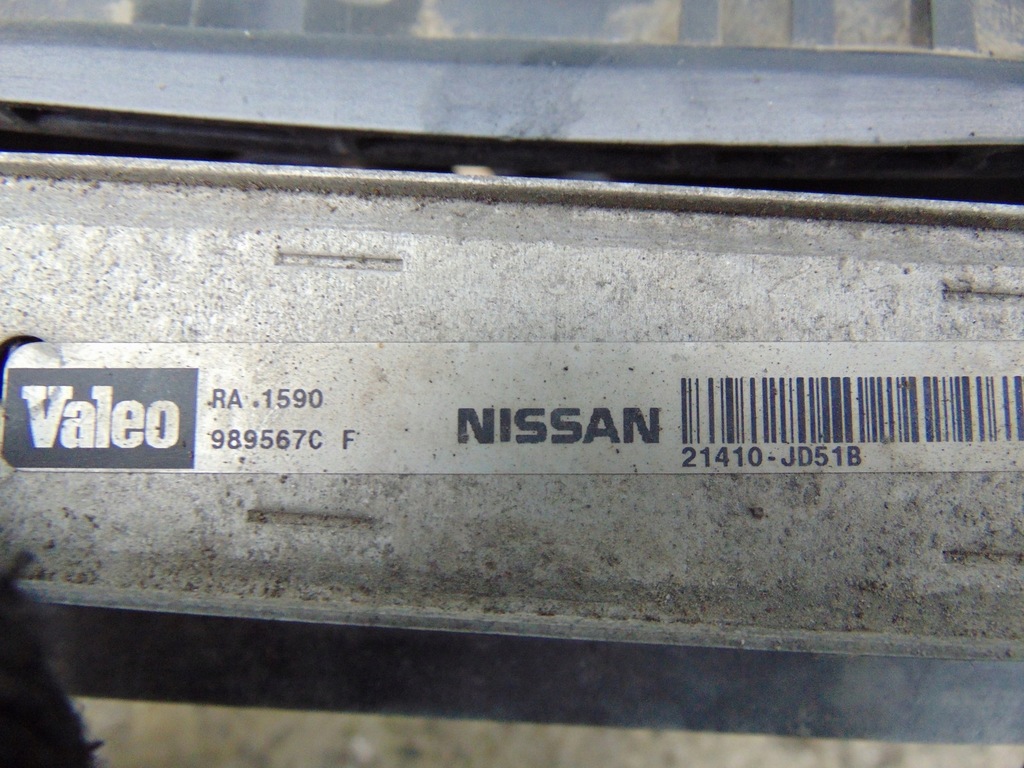 Valeo
RA .1590
989567C F
NISSAN
21410-JD51B